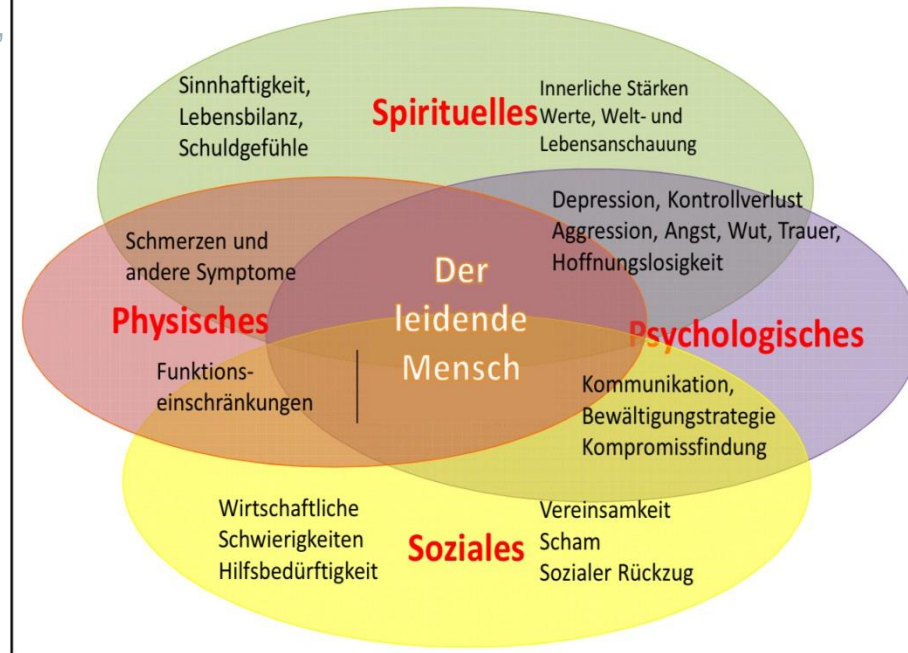 Sinnhaftigkeit,
Lebensbilanz,
Schuldgefühle
Spirituelles
Innerliche Stärken
Werte, Welt- und
Lebensanschauung
Depression, Kontrollverlust
Aggression, Angst, Wut, Trauer,
Hoffnungslosigkeit
Schmerzen und
andere Symptome
Physisches
Funktions-
einschränkungen
Der
leidende
Mensch
Psychologisches
Kommunikation,
Bewältigungstrategie
Kompromissfindung
Wirtschaftliche
Schwierigkeiten
Hilfsbedürftigkeit
Soziales
Vereinsamkeit
Scham
Sozialer Rückzug